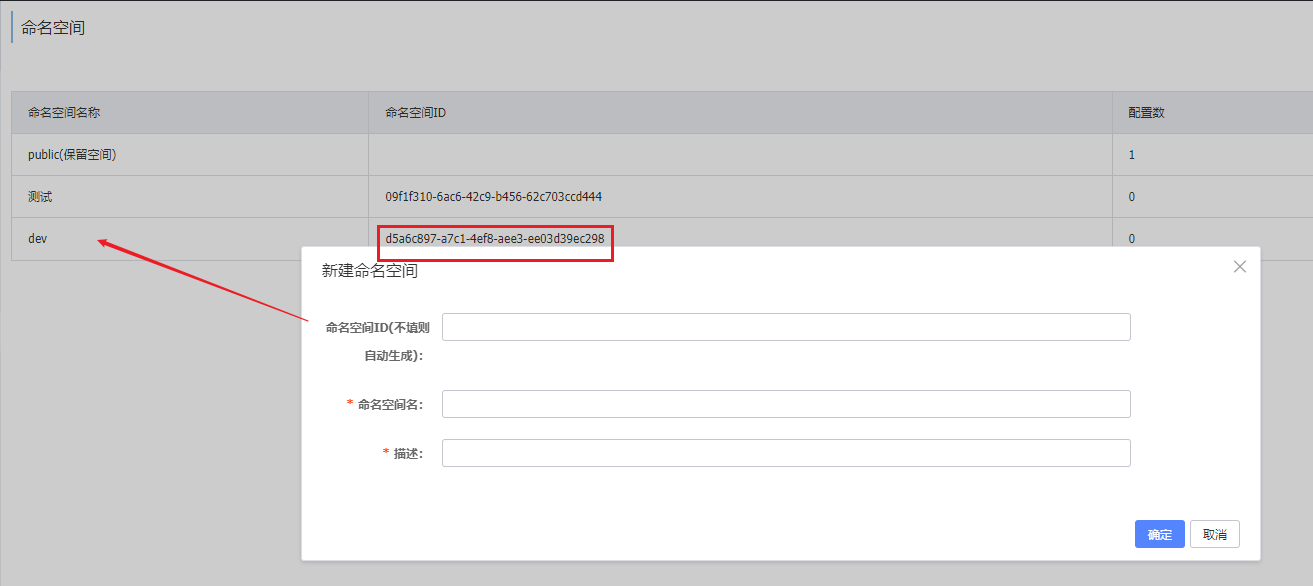 命名空间
命名空间名称 命名空间ID 配置数
public(保留空间) 1
测试 09f1f310-6ac6-42c9-b456-62c703ccd444 0
dev d5a6c897-a7c1-4ef8-aee3-ee03d39ec298 0
新建命名空间
命名空间ID(不填则
自动生成):
* 命名空间名:
* 描述:
确定 取消